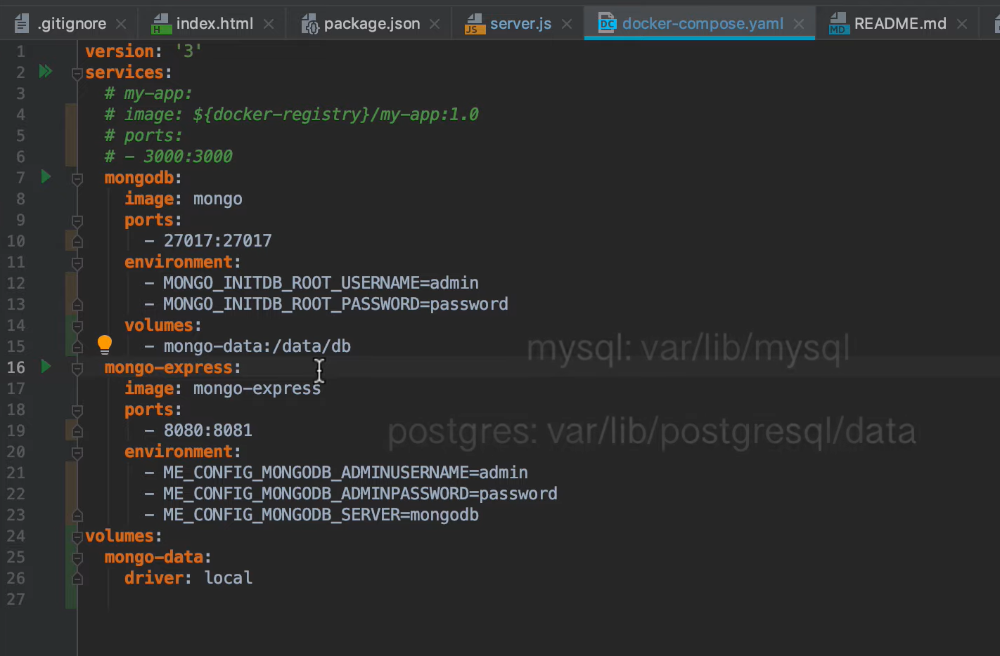 .gitignore index.html package.json server.js docker-compose.yaml README.md
H {} JS DC MD
1 version: '3'
2 services:
3 # my-app:
4 # image: ${docker-registry}/my-app:1.0
5 # ports:
6 # - 3000:3000
7 mongodb:
8 image: mongo
9 ports:
10 - 27017:27017
11 environment:
12 - MONGO_INITDB_ROOT_USERNAME=admin
13 - MONGO_INITDB_ROOT_PASSWORD=password
14 volumes:
15 - mongo-data:/data/db
mysql: var/lib/mysql
16 mongo-express:
17 image: mongo-express
18 ports:
19 - 8080:8081
postgres: var/lib/postgresql/data
20 environment:
21 - ME_CONFIG_MONGODB_ADMINUSERNAME=admin
22 - ME_CONFIG_MONGODB_ADMINPASSWORD=password
23 - ME_CONFIG_MONGODB_SERVER=mongodb
24 volumes:
25 mongo-data:
26 driver: local
27